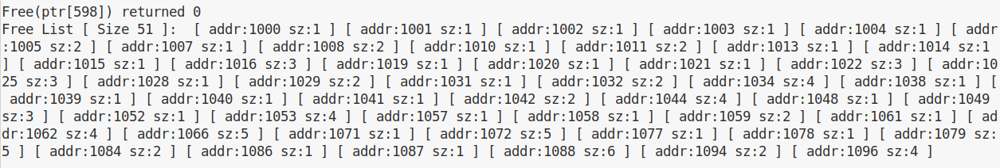 Free(ptr[598]) returned 0
Free List [ Size 51 ]:  [ addr:1000 sz:1 ] [ addr:1001 sz:1 ] [ addr:1002 sz:1 ] [ addr:1003 sz:1 ] [ addr:1004 sz:1 ] [ addr
:1005 sz:2 ] [ addr:1007 sz:1 ] [ addr:1008 sz:2 ] [ addr:1010 sz:1 ] [ addr:1011 sz:2 ] [ addr:1013 sz:1 ] [ addr:1014 sz:1
] [ addr:1015 sz:1 ] [ addr:1016 sz:3 ] [ addr:1019 sz:1 ] [ addr:1020 sz:1 ] [ addr:1021 sz:1 ] [ addr:1022 sz:3 ] [ addr:10
25 sz:3 ] [ addr:1028 sz:1 ] [ addr:1029 sz:2 ] [ addr:1031 sz:1 ] [ addr:1032 sz:2 ] [ addr:1034 sz:4 ] [ addr:1038 sz:1 ] [
addr:1039 sz:1 ] [ addr:1040 sz:1 ] [ addr:1041 sz:1 ] [ addr:1042 sz:2 ] [ addr:1044 sz:4 ] [ addr:1048 sz:1 ] [ addr:1049
sz:3 ] [ addr:1052 sz:1 ] [ addr:1053 sz:4 ] [ addr:1057 sz:1 ] [ addr:1058 sz:1 ] [ addr:1059 sz:2 ] [ addr:1061 sz:1 ] [ ad
dr:1062 sz:4 ] [ addr:1066 sz:5 ] [ addr:1071 sz:1 ] [ addr:1072 sz:5 ] [ addr:1077 sz:1 ] [ addr:1078 sz:1 ] [ addr:1079 sz:
5 ] [ addr:1084 sz:2 ] [ addr:1086 sz:1 ] [ addr:1087 sz:1 ] [ addr:1088 sz:6 ] [ addr:1094 sz:2 ] [ addr:1096 sz:4 ]